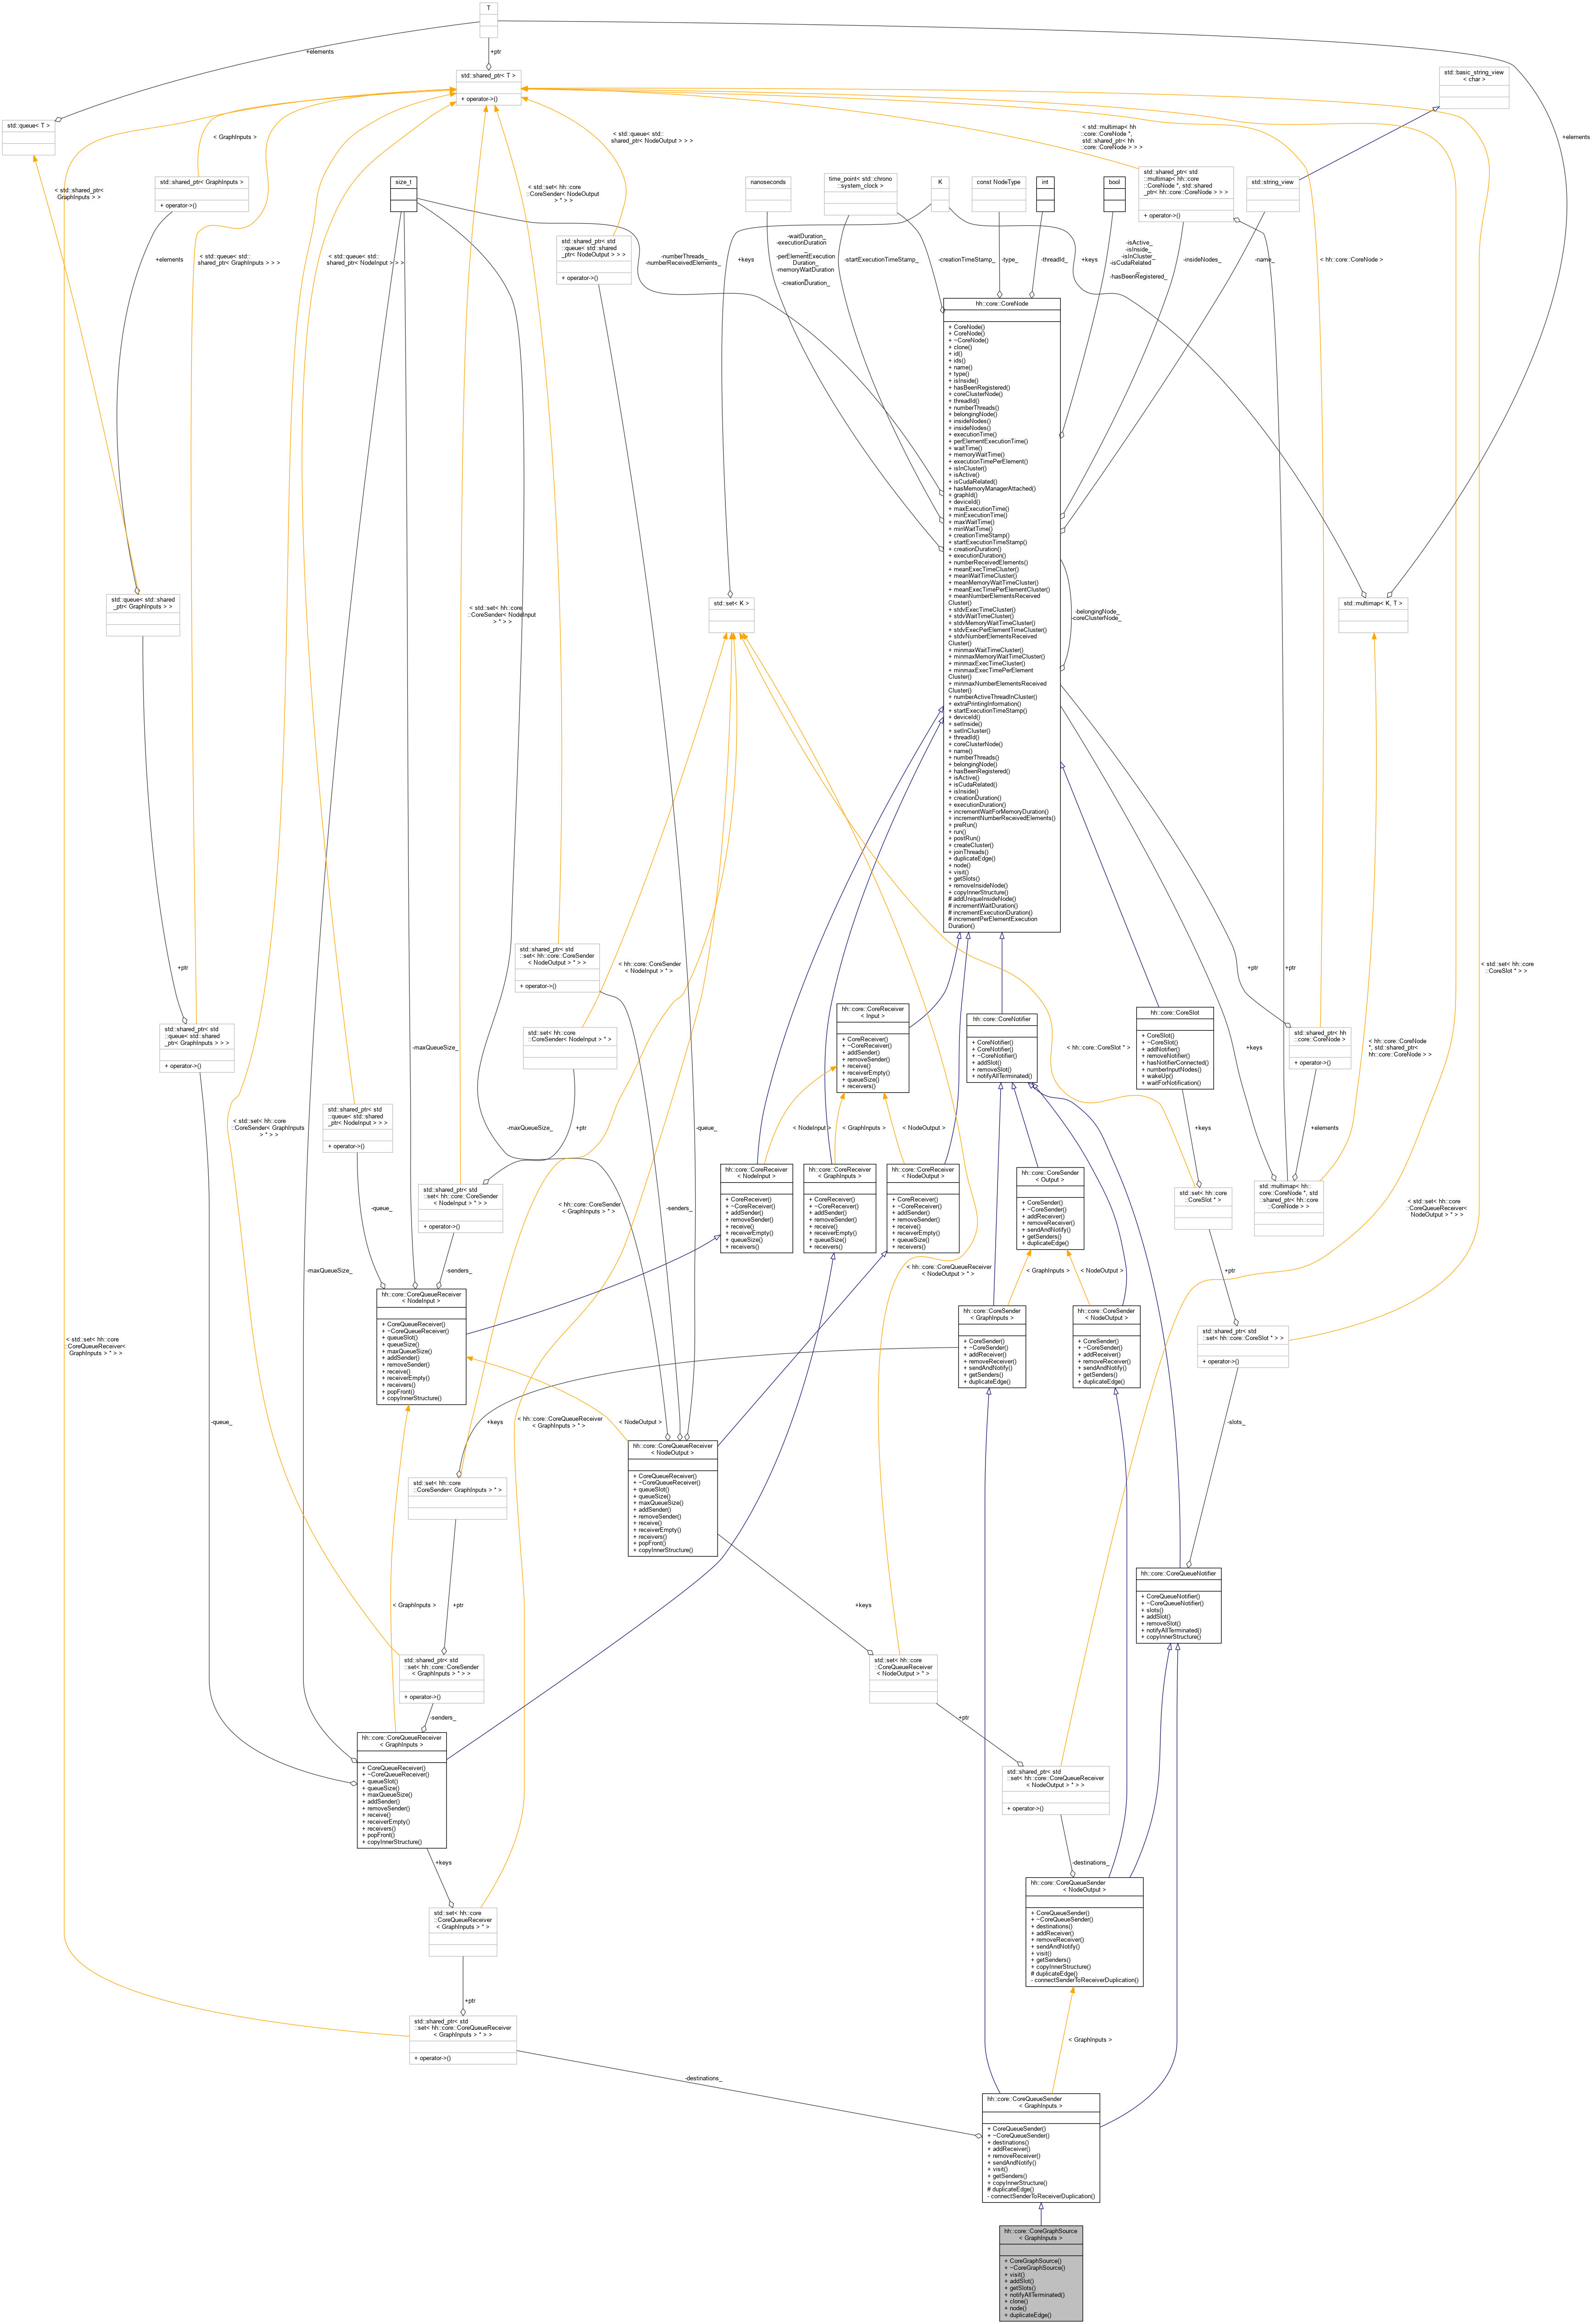 T
+elements
+ptr
std::shared_ptr< T >
+ operator->()
std::basic_string_view
< char >
std::queue< T >
< GraphInputs >
< std::queue< std::
shared_ptr< NodeOutput > > >
< std::multimap< hh
::core::CoreNode *,
std::shared_ptr< hh
::core::CoreNode > > >
+elements
< std::shared_ptr<
GraphInputs > >
std::shared_ptr< GraphInputs >
+ operator->()
size_t
< std::set< hh::core
::CoreSender< NodeOutput
> * > >
nanoseconds
time_point< std::chrono
::system_clock >
K
const NodeType
int
bool
std::shared_ptr< std
::multimap< hh::core
::CoreNode *, std::shared
_ptr< hh::core::CoreNode > > >
+ operator->()
std::string_view
+elements
< std::queue< std::
shared_ptr< GraphInputs > > >
< std::queue< std::
shared_ptr< NodeInput > > >
std::shared_ptr< std
::queue< std::shared
_ptr< NodeOutput > > >
+ operator->()
-numberThreads_
-numberReceivedElements_
+keys
-waitDuration_
-executionDuration
_
-perElementExecution
Duration_
-memoryWaitDuration
_
-creationDuration_
-startExecutionTimeStamp_
-creationTimeStamp_
-type_
-threadId_
+keys
-isActive_
-isInside_
-isInCluster_
-isCudaRelated
_
-hasBeenRegistered_
-insideNodes_
-name_
< hh::core::CoreNode >
hh::core::CoreNode
+ CoreNode()
+ CoreNode()
+ ~CoreNode()
+ clone()
+ id()
+ ids()
+ name()
+ type()
+ isInside()
+ hasBeenRegistered()
+ coreClusterNode()
+ threadId()
+ numberThreads()
+ belongingNode()
+ insideNodes()
+ insideNodes()
+ executionTime()
+ perElementExecutionTime()
+ waitTime()
+ memoryWaitTime()
+ executionTimePerElement()
+ isInCluster()
+ isActive()
+ isCudaRelated()
+ hasMemoryManagerAttached()
+ graphId()
+ deviceId()
+ maxExecutionTime()
+ minExecutionTime()
+ maxWaitTime()
+ minWaitTime()
+ creationTimeStamp()
+ startExecutionTimeStamp()
+ creationDuration()
+ executionDuration()
+ numberReceivedElements()
+ meanExecTimeCluster()
+ meanWaitTimeCluster()
+ meanMemoryWaitTimeCluster()
+ meanExecTimePerElementCluster()
+ meanNumberElementsReceived
Cluster()
+ stdvExecTimeCluster()
+ stdvWaitTimeCluster()
+ stdvMemoryWaitTimeCluster()
+ stdvExecPerElementTimeCluster()
+ stdvNumberElementsReceived
Cluster()
+ minmaxWaitTimeCluster()
+ minmaxMemoryWaitTimeCluster()
+ minmaxExecTimeCluster()
+ minmaxExecTimePerElement
Cluster()
+ minmaxNumberElementsReceived
Cluster()
+ numberActiveThreadInCluster()
+ extraPrintingInformation()
+ startExecutionTimeStamp()
+ deviceId()
+ setInside()
+ setInCluster()
+ threadId()
+ coreClusterNode()
+ name()
+ numberThreads()
+ belongingNode()
+ hasBeenRegistered()
+ isActive()
+ isCudaRelated()
+ isInside()
+ creationDuration()
+ executionDuration()
+ incrementWaitForMemoryDuration()
+ incrementNumberReceivedElements()
+ preRun()
+ run()
+ postRun()
+ createCluster()
+ joinThreads()
+ duplicateEdge()
+ node()
+ visit()
+ getSlots()
+ removeInsideNode()
+ copyInnerStructure()
# addUniqueInsideNode()
# incrementWaitDuration()
# incrementExecutionDuration()
# incrementPerElementExecution
Duration()
std::queue< std::shared
_ptr< GraphInputs > >
< std::set< hh::core
::CoreSender< NodeInput
> * > >
std::set< K >
-belongingNode_
-coreClusterNode_
std::multimap< K, T >
+ptr
std::shared_ptr< std
::set< hh::core::CoreSender
< NodeOutput > * > >
+ operator->()
< hh::core::CoreSender
< NodeInput > * >
+ptr
+ptr
< std::set< hh::core
::CoreSlot * > >
std::shared_ptr< std
::queue< std::shared
_ptr< GraphInputs > > >
+ operator->()
-maxQueueSize_
std::set< hh::core
::CoreSender< NodeInput > * >
hh::core::CoreReceiver
< Input >
+ CoreReceiver()
+ ~CoreReceiver()
+ addSender()
+ removeSender()
+ receive()
+ receiverEmpty()
+ queueSize()
+ receivers()
hh::core::CoreNotifier
+ CoreNotifier()
+ CoreNotifier()
+ ~CoreNotifier()
+ addSlot()
+ removeSlot()
+ notifyAllTerminated()
< hh::core::CoreSlot * >
hh::core::CoreSlot
+ CoreSlot()
+ ~CoreSlot()
+ addNotifier()
+ removeNotifier()
+ hasNotifierConnected()
+ numberInputNodes()
+ wakeUp()
+ waitForNotification()
+keys
std::shared_ptr< hh
::core::CoreNode >
+ operator->()
< hh::core::CoreNode
*, std::shared_ptr<
hh::core::CoreNode > >
< std::set< hh::core
::CoreSender< GraphInputs
> * > >
std::shared_ptr< std
::queue< std::shared
_ptr< NodeInput > > >
+ operator->()
-maxQueueSize_
+ptr
-queue_
< NodeInput >
< GraphInputs >
< NodeOutput >
+keys
+elements
-queue_
std::shared_ptr< std
::set< hh::core::CoreSender
< NodeInput > * > >
+ operator->()
< hh::core::CoreSender
< GraphInputs > * >
-senders_
hh::core::CoreReceiver
< NodeInput >
+ CoreReceiver()
+ ~CoreReceiver()
+ addSender()
+ removeSender()
+ receive()
+ receiverEmpty()
+ queueSize()
+ receivers()
hh::core::CoreReceiver
< GraphInputs >
+ CoreReceiver()
+ ~CoreReceiver()
+ addSender()
+ removeSender()
+ receive()
+ receiverEmpty()
+ queueSize()
+ receivers()
hh::core::CoreReceiver
< NodeOutput >
+ CoreReceiver()
+ ~CoreReceiver()
+ addSender()
+ removeSender()
+ receive()
+ receiverEmpty()
+ queueSize()
+ receivers()
hh::core::CoreSender
< Output >
+ CoreSender()
+ ~CoreSender()
+ addReceiver()
+ removeReceiver()
+ sendAndNotify()
+ getSenders()
+ duplicateEdge()
std::set< hh::core
::CoreSlot * >
std::multimap< hh::
core::CoreNode *, std
::shared_ptr< hh::core
::CoreNode > >
< std::set< hh::core
::CoreQueueReceiver<
NodeOutput > * > >
-maxQueueSize_
-senders_
< hh::core::CoreQueueReceiver
< NodeOutput > * >
< GraphInputs >
< NodeOutput >
+ptr
hh::core::CoreQueueReceiver
< NodeInput >
+ CoreQueueReceiver()
+ ~CoreQueueReceiver()
+ queueSlot()
+ queueSize()
+ maxQueueSize()
+ addSender()
+ removeSender()
+ receive()
+ receiverEmpty()
+ receivers()
+ popFront()
+ copyInnerStructure()
hh::core::CoreSender
< GraphInputs >
+ CoreSender()
+ ~CoreSender()
+ addReceiver()
+ removeReceiver()
+ sendAndNotify()
+ getSenders()
+ duplicateEdge()
hh::core::CoreSender
< NodeOutput >
+ CoreSender()
+ ~CoreSender()
+ addReceiver()
+ removeReceiver()
+ sendAndNotify()
+ getSenders()
+ duplicateEdge()
std::shared_ptr< std
::set< hh::core::CoreSlot * > >
+ operator->()
< std::set< hh::core
::CoreQueueReceiver<
GraphInputs > * > >
-queue_
+keys
< hh::core::CoreQueueReceiver
< GraphInputs > * >
< NodeOutput >
-slots_
std::set< hh::core
::CoreSender< GraphInputs > * >
hh::core::CoreQueueReceiver
< NodeOutput >
+ CoreQueueReceiver()
+ ~CoreQueueReceiver()
+ queueSlot()
+ queueSize()
+ maxQueueSize()
+ addSender()
+ removeSender()
+ receive()
+ receiverEmpty()
+ receivers()
+ popFront()
+ copyInnerStructure()
hh::core::CoreQueueNotifier
+ CoreQueueNotifier()
+ ~CoreQueueNotifier()
+ slots()
+ addSlot()
+ removeSlot()
+ notifyAllTerminated()
+ copyInnerStructure()
< GraphInputs >
+ptr
+keys
std::shared_ptr< std
::set< hh::core::CoreSender
< GraphInputs > * > >
+ operator->()
std::set< hh::core
::CoreQueueReceiver
< NodeOutput > * >
-senders_
+ptr
hh::core::CoreQueueReceiver
< GraphInputs >
+ CoreQueueReceiver()
+ ~CoreQueueReceiver()
+ queueSlot()
+ queueSize()
+ maxQueueSize()
+ addSender()
+ removeSender()
+ receive()
+ receiverEmpty()
+ receivers()
+ popFront()
+ copyInnerStructure()
std::shared_ptr< std
::set< hh::core::CoreQueueReceiver
< NodeOutput > * > >
+ operator->()
+keys
-destinations_
std::set< hh::core
::CoreQueueReceiver
< GraphInputs > * >
hh::core::CoreQueueSender
< NodeOutput >
+ CoreQueueSender()
+ ~CoreQueueSender()
+ destinations()
+ addReceiver()
+ removeReceiver()
+ sendAndNotify()
+ visit()
+ getSenders()
+ copyInnerStructure()
# duplicateEdge()
- connectSenderToReceiverDuplication()
+ptr
std::shared_ptr< std
::set< hh::core::CoreQueueReceiver
< GraphInputs > * > >
+ operator->()
< GraphInputs >
-destinations_
hh::core::CoreQueueSender
< GraphInputs >
+ CoreQueueSender()
+ ~CoreQueueSender()
+ destinations()
+ addReceiver()
+ removeReceiver()
+ sendAndNotify()
+ visit()
+ getSenders()
+ copyInnerStructure()
# duplicateEdge()
- connectSenderToReceiverDuplication()
hh::core::CoreGraphSource
< GraphInputs >
+ CoreGraphSource()
+ ~CoreGraphSource()
+ visit()
+ addSlot()
+ getSlots()
+ notifyAllTerminated()
+ clone()
+ node()
+ duplicateEdge()